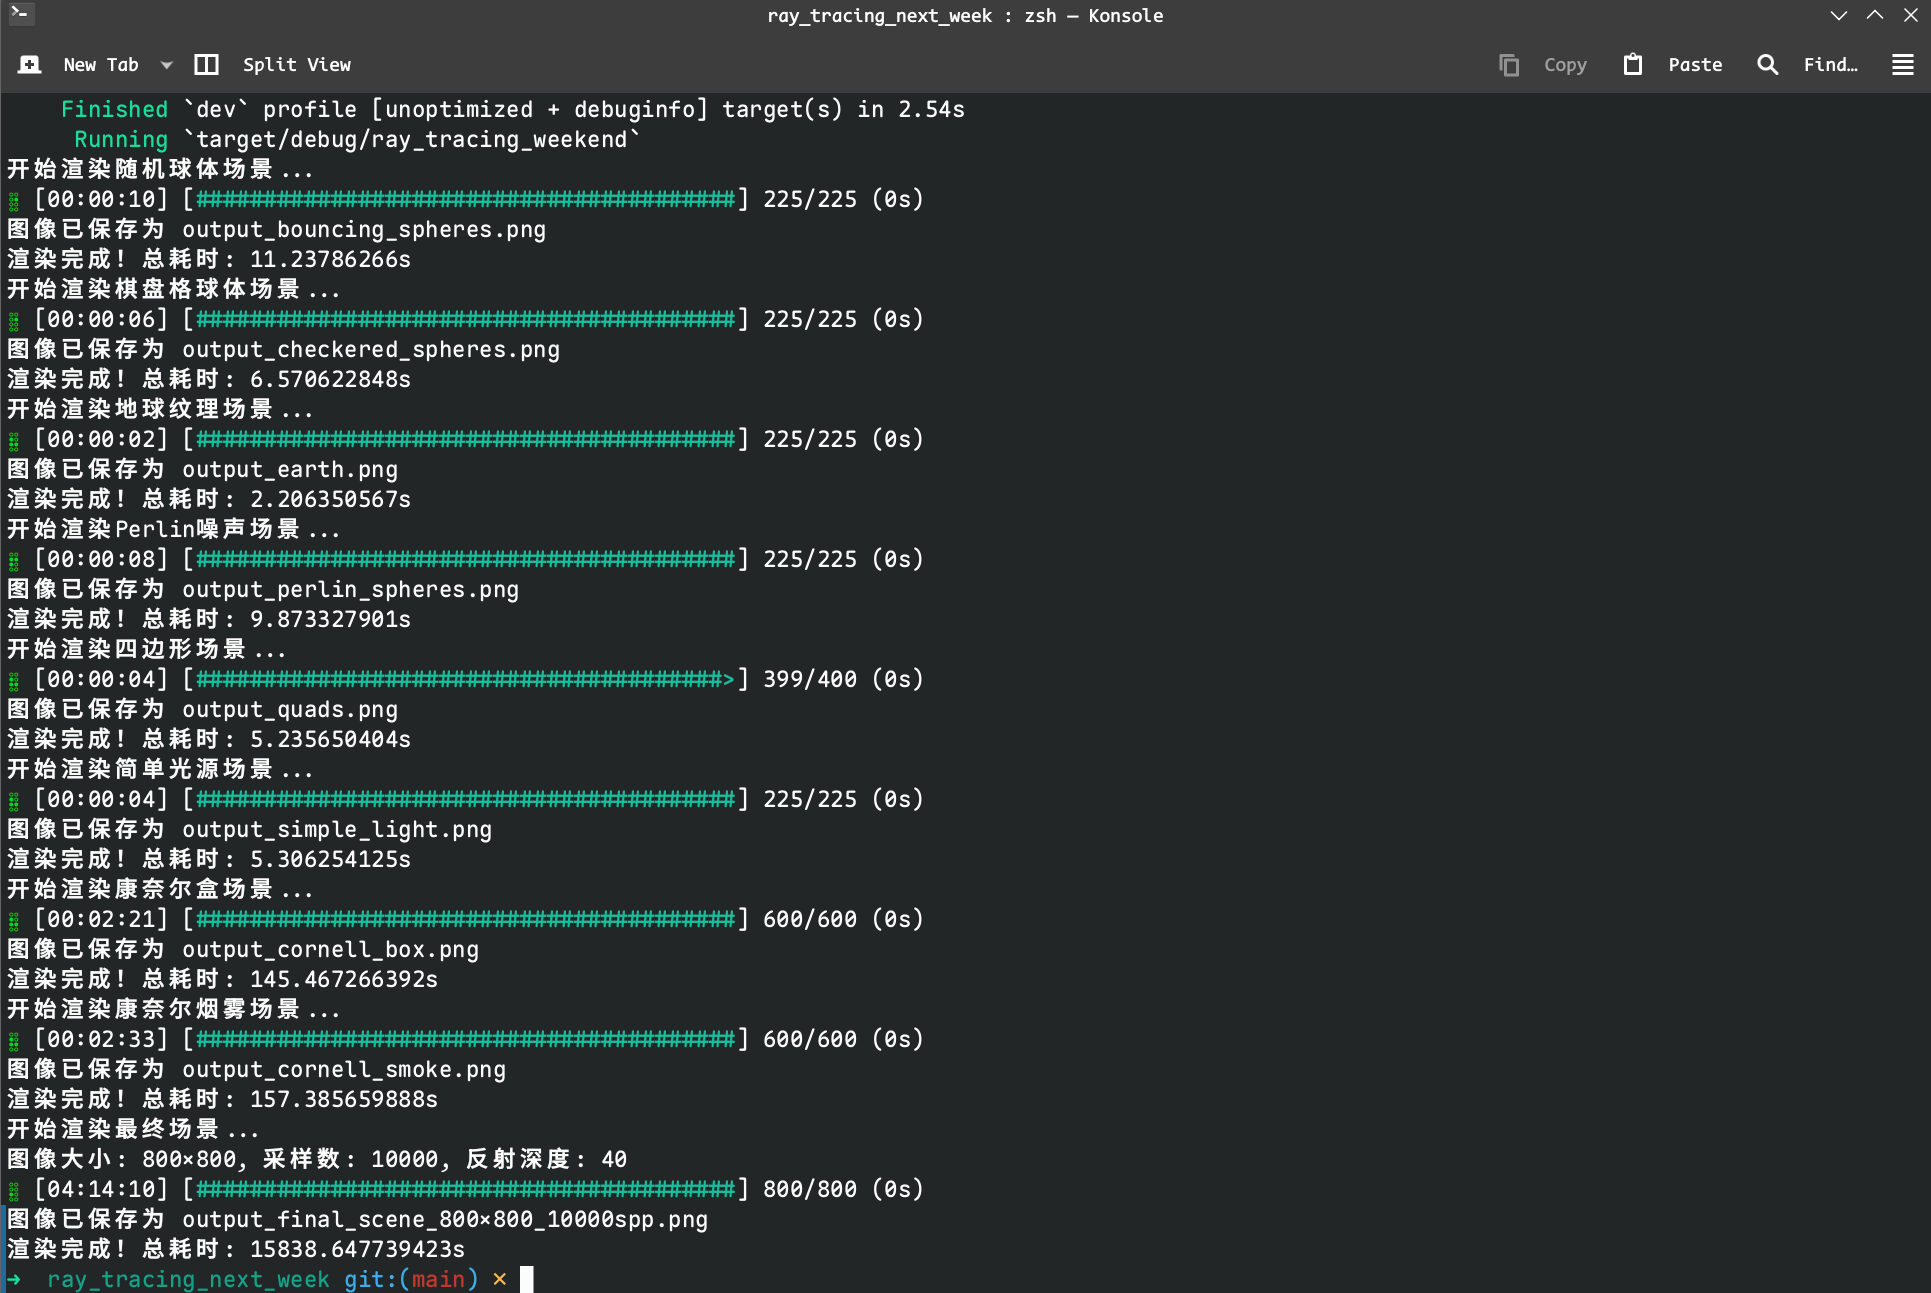 ray_tracing_next_week : zsh — Konsole
New Tab Split View Copy Paste Find…
Finished `dev` profile [unoptimized + debuginfo] target(s) in 2.54s
Running `target/debug/ray_tracing_weekend`
开始渲染随机球体场景...
[00:00:10] [########################################] 225/225 (0s)
图像已保存为 output_bouncing_spheres.png
渲染完成！总耗时: 11.23786266s
开始渲染棋盘格球体场景...
[00:00:06] [########################################] 225/225 (0s)
图像已保存为 output_checkered_spheres.png
渲染完成！总耗时: 6.570622848s
开始渲染地球纹理场景...
[00:00:02] [########################################] 225/225 (0s)
图像已保存为 output_earth.png
渲染完成！总耗时: 2.206350567s
开始渲染Perlin噪声场景...
[00:00:08] [########################################] 225/225 (0s)
图像已保存为 output_perlin_spheres.png
渲染完成！总耗时: 9.873327901s
开始渲染四边形场景...
[00:00:04] [#######################################>] 399/400 (0s)
图像已保存为 output_quads.png
渲染完成！总耗时: 5.235650404s
开始渲染简单光源场景...
[00:00:04] [########################################] 225/225 (0s)
图像已保存为 output_simple_light.png
渲染完成！总耗时: 5.306254125s
开始渲染康奈尔盒场景...
[00:02:21] [########################################] 600/600 (0s)
图像已保存为 output_cornell_box.png
渲染完成！总耗时: 145.467266392s
开始渲染康奈尔烟雾场景...
[00:02:33] [########################################] 600/600 (0s)
图像已保存为 output_cornell_smoke.png
渲染完成！总耗时: 157.385659888s
开始渲染最终场景...
图像大小: 800×800, 采样数: 10000, 反射深度: 40
[04:14:10] [########################################] 800/800 (0s)
图像已保存为 output_final_scene_800×800_10000spp.png
渲染完成！总耗时: 15838.647739423s
➜ ray_tracing_next_week git:(main) ×